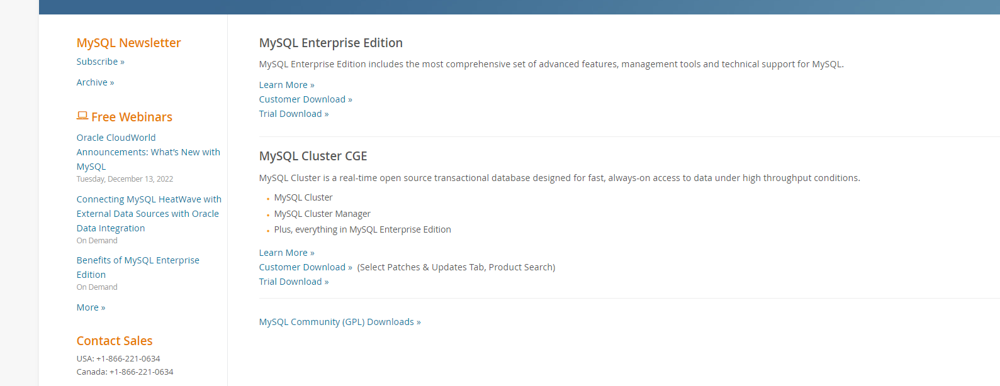 MySQL Newsletter
Subscribe »
Archive »
Free Webinars
Oracle CloudWorld
Announcements: What's New with
MySQL
Tuesday, December 13, 2022
Connecting MySQL HeatWave with
External Data Sources with Oracle
Data Integration
On Demand
Benefits of MySQL Enterprise
Edition
On Demand
More »
Contact Sales
USA: +1-866-221-0634
Canada: +1-866-221-0634
MySQL Enterprise Edition
MySQL Enterprise Edition includes the most comprehensive set of advanced features, management tools and technical support for MySQL.
Learn More »
Customer Download »
Trial Download »
MySQL Cluster CGE
MySQL Cluster is a real-time open source transactional database designed for fast, always-on access to data under high throughput conditions.
• MySQL Cluster
• MySQL Cluster Manager
• Plus, everything in MySQL Enterprise Edition
Learn More »
Customer Download » (Select Patches & Updates Tab, Product Search)
Trial Download »
MySQL Community (GPL) Downloads »